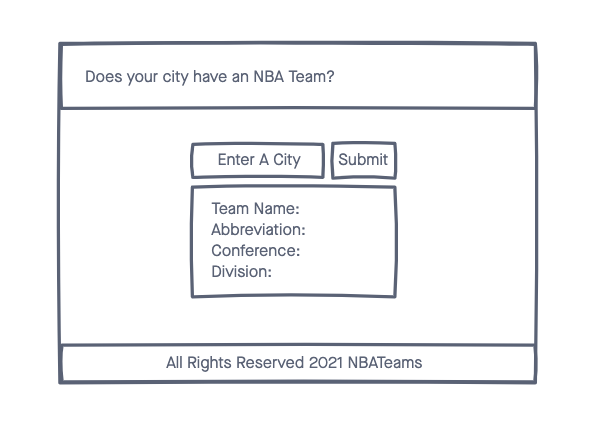 Does your city have an NBA Team?
Enter A City
Submit
Team Name:
Abbreviation:
Conference:
Division:
All Rights Reserved 2021 NBATeams